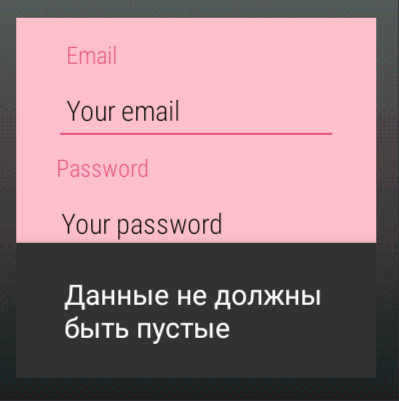 Email
Your email
Password
Your password
Данные не должны
быть пустые